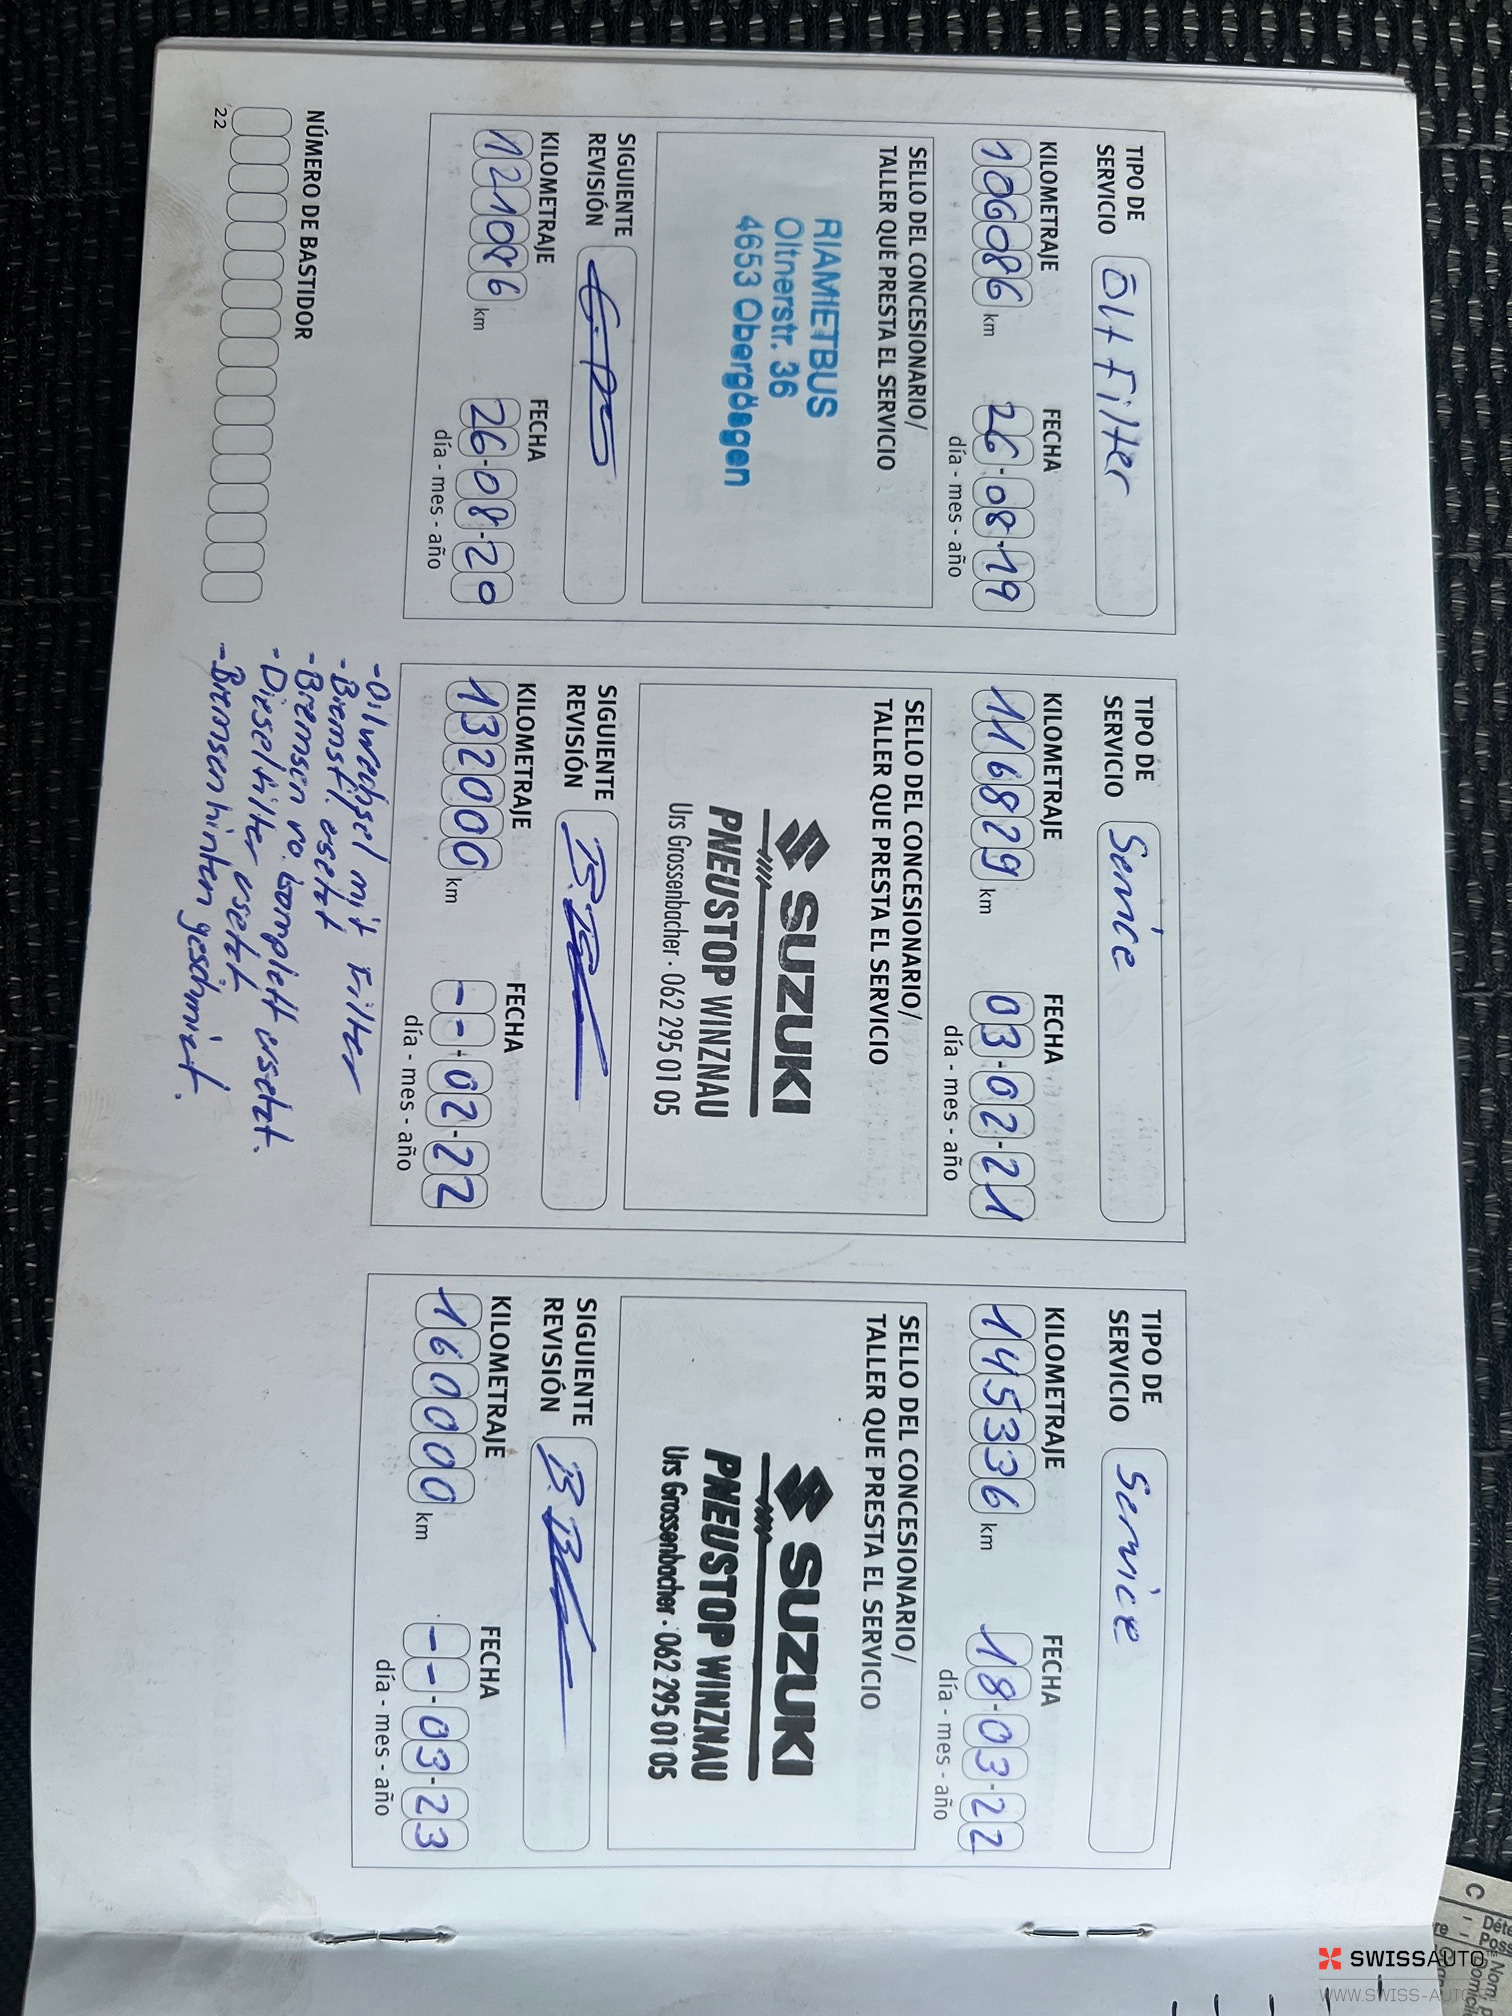 TIPO DE
SERVICIO
Öl + Filter
KILOMETRAJE
106086 km
FECHA
26-08-19
día - mes - año
SELLO DEL CONCESIONARIO/
TALLER QUE PRESTA EL SERVICIO
RIAMIETBUS
Oltnerstr. 36
4653 Obergösgen
SIGUIENTE
REVISIÓN
KILOMETRAJE
121086 km
FECHA
26-08-20
día - mes - año
NÚMERO DE BASTIDOR
22
TIPO DE
SERVICIO
Service
KILOMETRAJE
116829 km
FECHA
03-02-21
día - mes - año
SELLO DEL CONCESIONARIO/
TALLER QUE PRESTA EL SERVICIO
SUZUKI
PNEUSTOP WINZNAU
Urs Grossenbacher · 062 295 01 05
SIGUIENTE
REVISIÓN
KILOMETRAJE
132000 km
FECHA
---02-22
día - mes - año
- Ölwechsel mit Filter
- Bremsfl. esetzt
- Bremsen vo. komplett ersetzt.
- Dieselfilter esetzt
- Bremsen hinten geschmiert.
TIPO DE
SERVICIO
Service
KILOMETRAJE
145336 km
FECHA
18-03-22
día - mes - año
SELLO DEL CONCESIONARIO/
TALLER QUE PRESTA EL SERVICIO
SUZUKI
PNEUSTOP WINZNAU
Urs Grossenbacher · 062 295 01 05
SIGUIENTE
REVISIÓN
KILOMETRAJE
160000 km
FECHA
---03-23
día - mes - año
C
Déte
Poss
Nom,
SWISSAUTO™